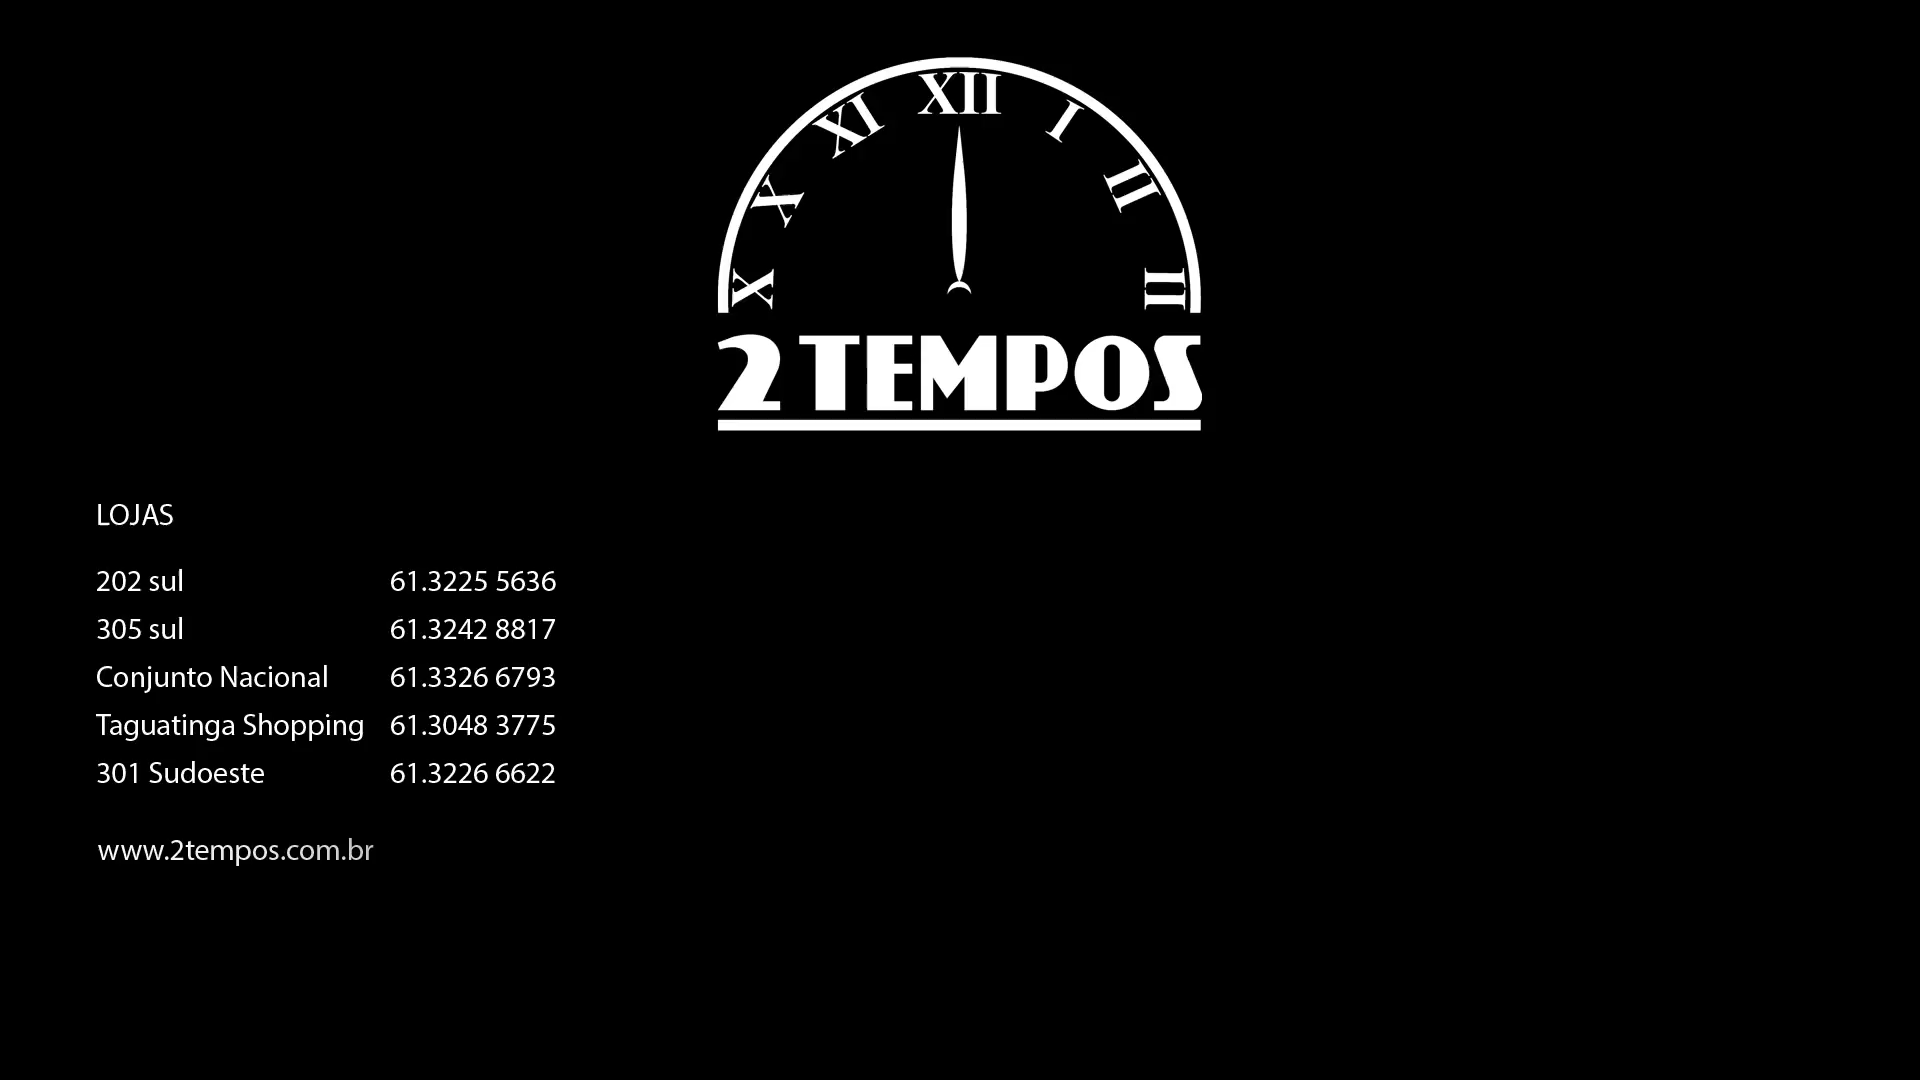 XII
XI
I
X
II
X
II
2 TEMPOS
LOJAS
202 sul 61.3225 5636
305 sul 61.3242 8817
Conjunto Nacional 61.3326 6793
Taguatinga Shopping 61.3048 3775
301 Sudoeste 61.3226 6622
www.2tempos.com.br